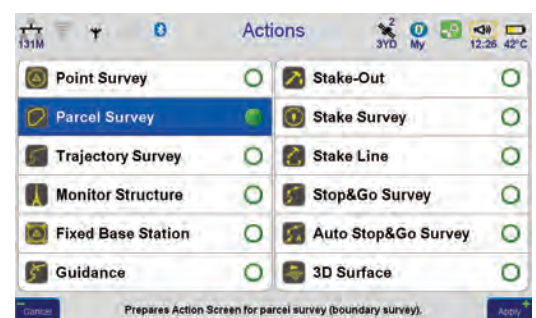 Actions
2
131M
3YD
My
12:26
42°C
Point Survey
Stake-Out
Parcel Survey
Stake Survey
Trajectory Survey
Stake Line
Monitor Structure
Stop&Go Survey
Fixed Base Station
Auto Stop&Go Survey
Guidance
3D Surface
Cancel
Prepares Action Screen for parcel survey (boundary survey).
Apply